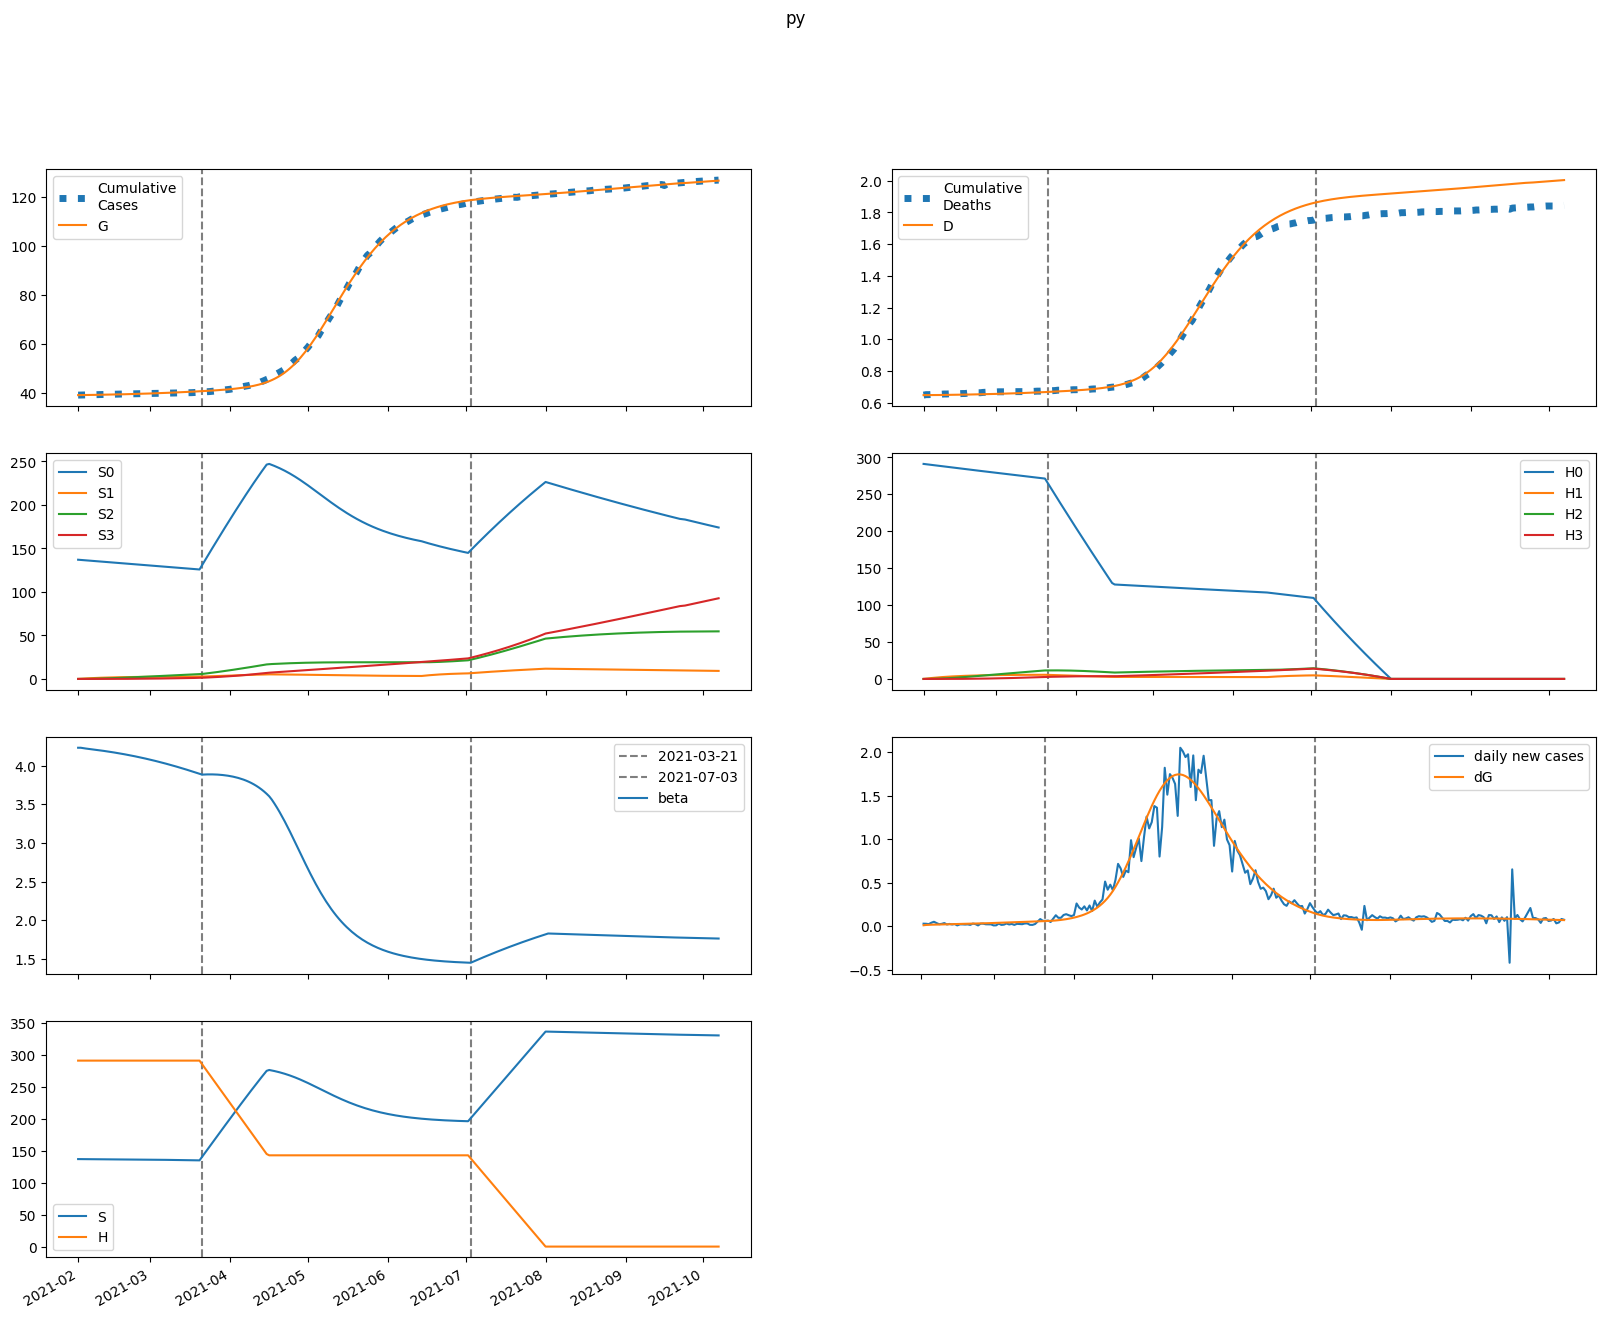 py
Cumulative
Cases
G
120
100
80
60
40
Cumulative
Deaths
D
2.0
1.8
1.6
1.4
1.2
1.0
0.8
0.6
S0
S1
S2
S3
250
200
150
100
50
0
H0
H1
H2
H3
300
250
200
150
100
50
0
2021-03-21
2021-07-03
beta
4.0
3.5
3.0
2.5
2.0
1.5
daily new cases
dG
2.0
1.5
1.0
0.5
0.0
−0.5
350
300
250
200
150
100
50
0
S
H
2021-02
2021-03
2021-04
2021-05
2021-06
2021-07
2021-08
2021-09
2021-10